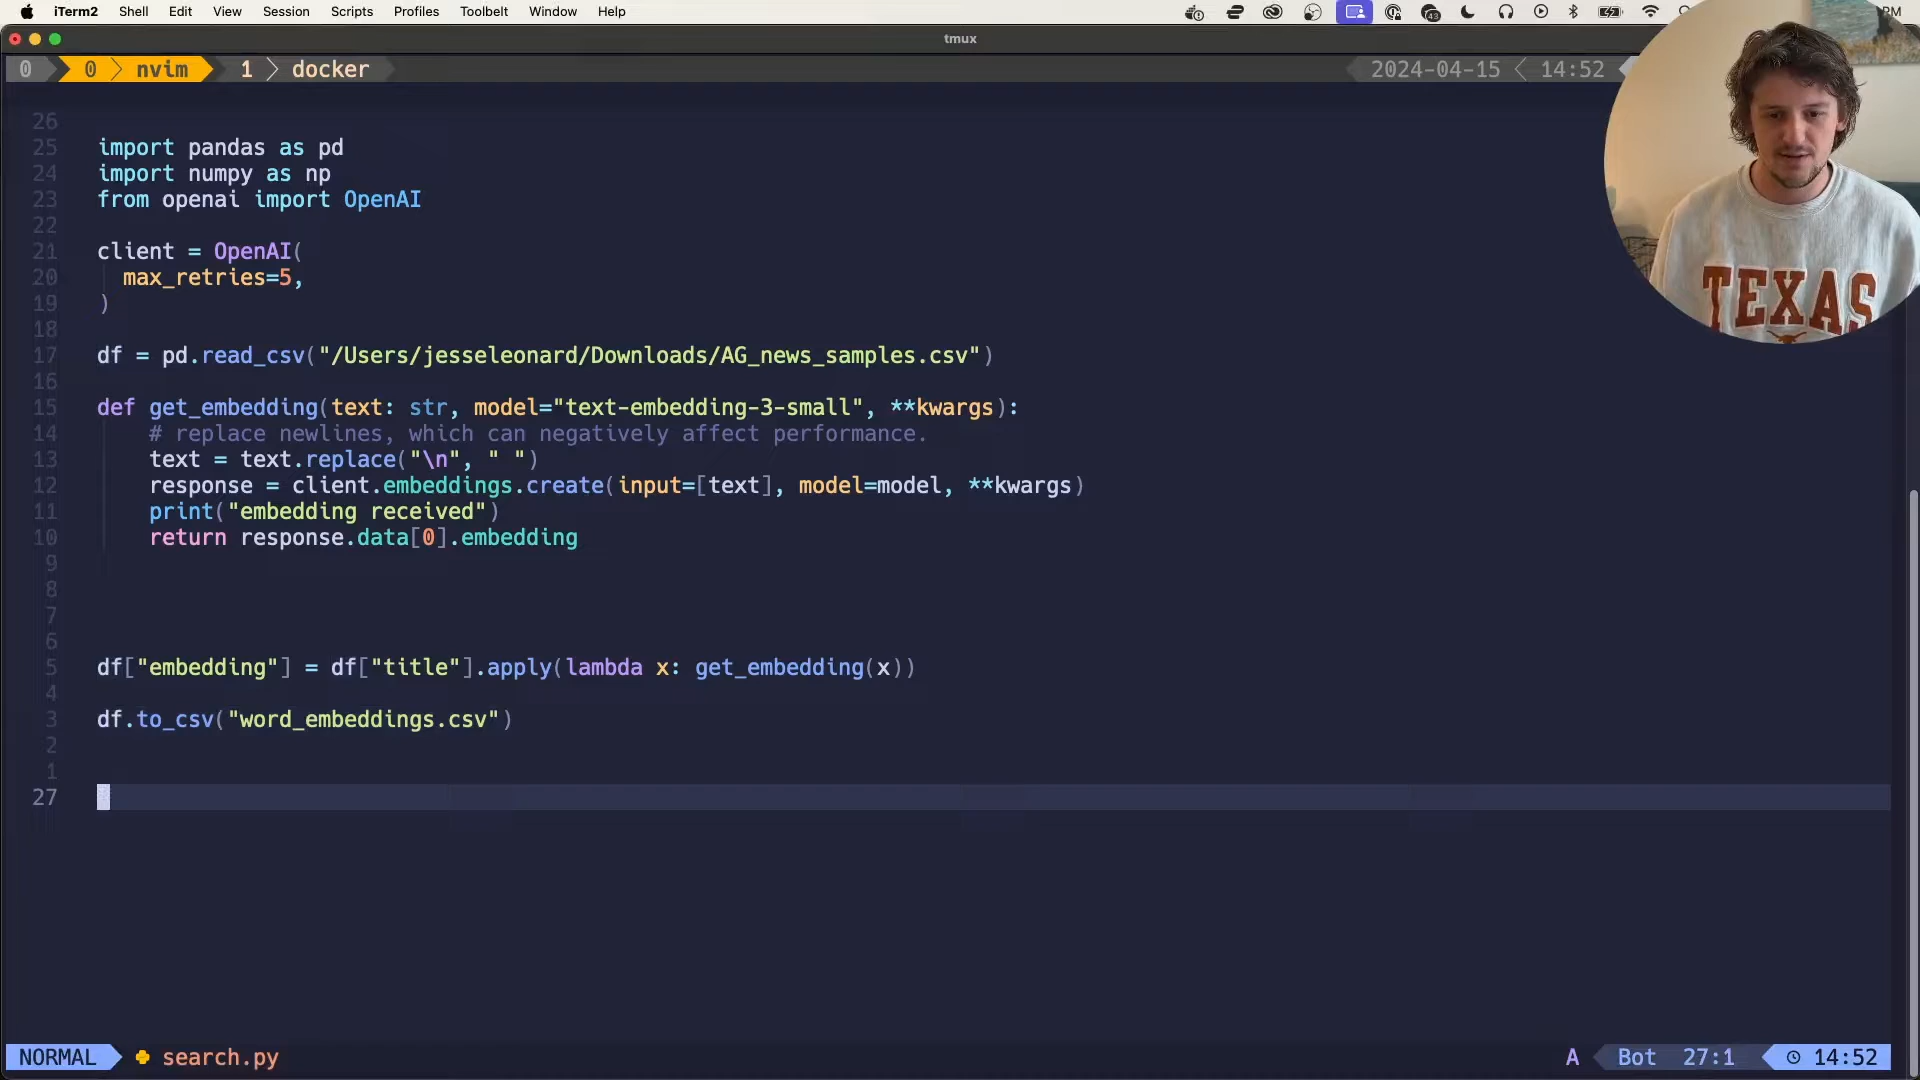 iTerm2 Shell Edit View Session Scripts Profiles Toolbelt Window Help 43 PM
tmux
0 0 nvim 1 docker 2024-04-15 14:52
26
25 import pandas as pd
24 import numpy as np
23 from openai import OpenAI
22
21 client = OpenAI(
20 max_retries=5,
19 )
18
17 df = pd.read_csv("/Users/jesseleonard/Downloads/AG_news_samples.csv")
16
15 def get_embedding(text: str, model="text-embedding-3-small", **kwargs):
14 # replace newlines, which can negatively affect performance.
13 text = text.replace("\n", " ")
12 response = client.embeddings.create(input=[text], model=model, **kwargs)
11 print("embedding received")
10 return response.data[0].embedding
9
8
7
6
5 df["embedding"] = df["title"].apply(lambda x: get_embedding(x))
4
3 df.to_csv("word_embeddings.csv")
2
1
27
TEXAS
NORMAL search.py A Bot 27:1 14:52